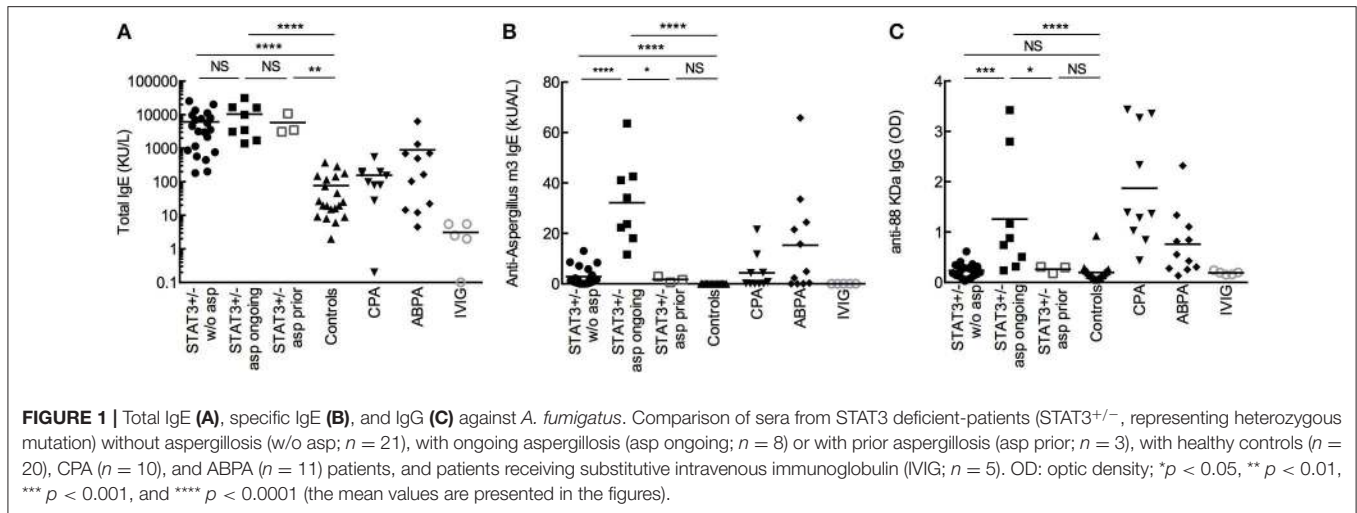 A
****
****
NS
NS
**
Total IgE (KU/L)
100000
10000
1000
100
10
1
0.1
STAT3+/-
w/o asp
STAT3+/-
asp ongoing
STAT3+/-
asp prior
Controls
CPA
ABPA
IVIG
B
****
****
****
*
NS
Anti-Aspergillus m3 IgE (kUA/L)
80
60
40
20
0
STAT3+/-
w/o asp
STAT3+/-
asp ongoing
STAT3+/-
asp prior
Controls
CPA
ABPA
IVIG
C
****
NS
***
*
NS
anti-88 KDa IgG (OD)
4
3
2
1
0
STAT3+/-
w/o asp
STAT3+/-
asp ongoing
STAT3+/-
asp prior
Controls
CPA
ABPA
IVIG
FIGURE 1 | Total IgE (A), specific IgE (B), and IgG (C) against A. fumigatus. Comparison of sera from STAT3 deficient-patients (STAT3+/−, representing heterozygous
mutation) without aspergillosis (w/o asp; n = 21), with ongoing aspergillosis (asp ongoing; n = 8) or with prior aspergillosis (asp prior; n = 3), with healthy controls (n =
20), CPA (n = 10), and ABPA (n = 11) patients, and patients receiving substitutive intravenous immunoglobulin (IVIG; n = 5). OD: optic density; *p < 0.05, ** p < 0.01,
*** p < 0.001, and **** p < 0.0001 (the mean values are presented in the figures).